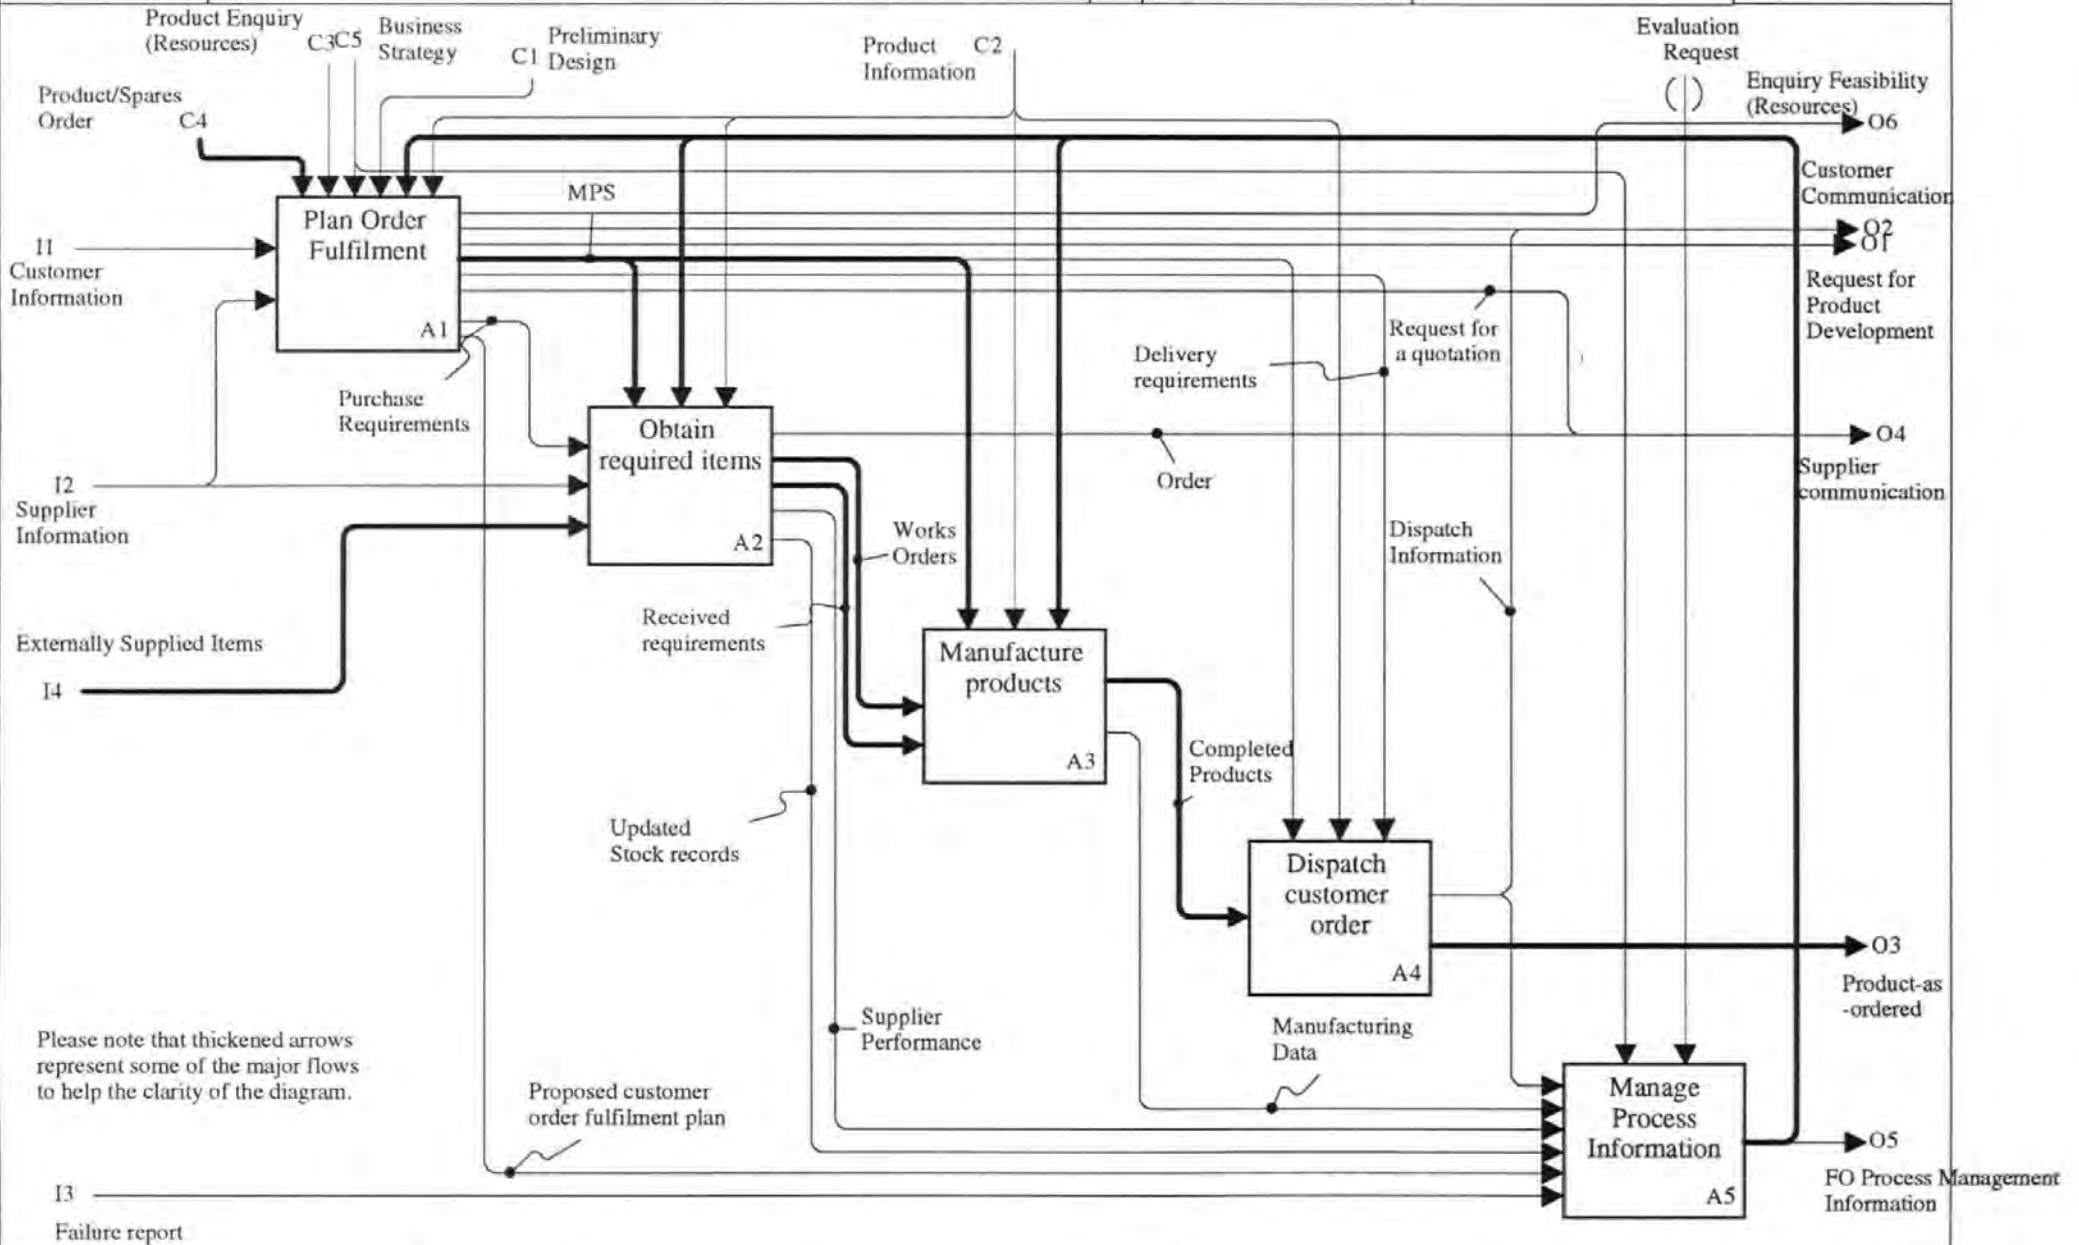 Product Enquiry
(Resources)
C3
C5
Business
Strategy
C1
Preliminary
Design
Product
Information
C2
Evaluation
Request
( )
Enquiry Feasibility
(Resources)
O6
Product/Spares
Order
C4
Customer
Communication
O2
O1
Request for
Product
Development
MPS
Plan Order
Fulfilment
A1
I1
Customer
Information
Purchase
Requirements
Delivery
requirements
Request for
a quotation
Obtain
required items
A2
Order
O4
Supplier
communication
I2
Supplier
Information
Works
Orders
Dispatch
Information
Received
requirements
Externally Supplied Items
I4
Manufacture
products
A3
Completed
Products
Updated
Stock records
Dispatch
customer
order
A4
O3
Product-as
-ordered
Supplier
Performance
Manufacturing
Data
Please note that thickened arrows
represent some of the major flows
to help the clarity of the diagram.
Proposed customer
order fulfilment plan
Manage
Process
Information
A5
O5
FO Process Management
Information
I3
Failure report